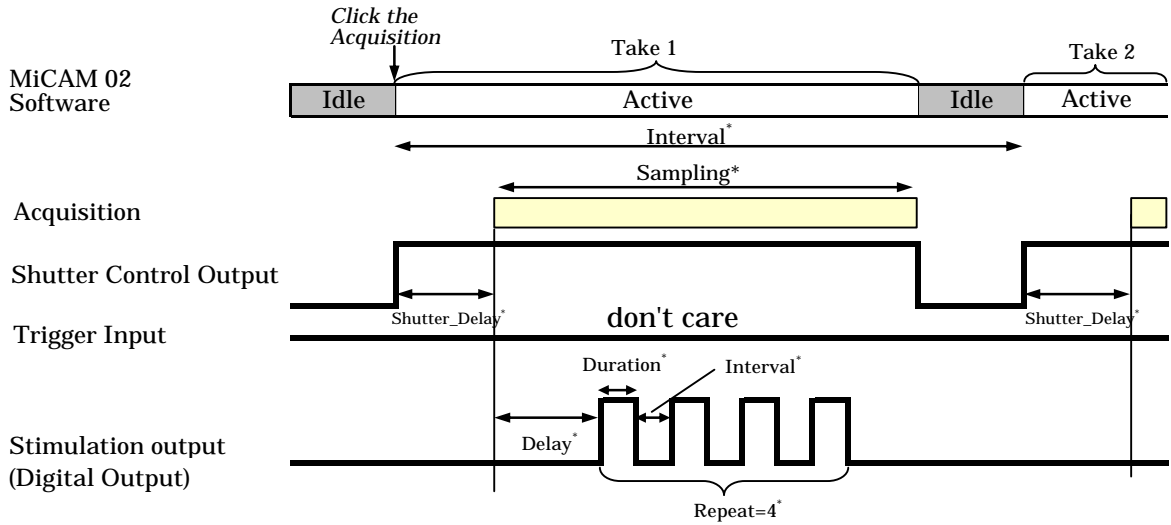 Click the
Acquisition
Take 1
Take 2
MiCAM 02
Software
Idle
Active
Idle
Active
Interval*
Sampling*
Acquisition
Shutter Control Output
Shutter_Delay*
don't care
Shutter_Delay*
Trigger Input
Duration*
Interval*
Delay*
Stimulation output
(Digital Output)
Repeat=4*